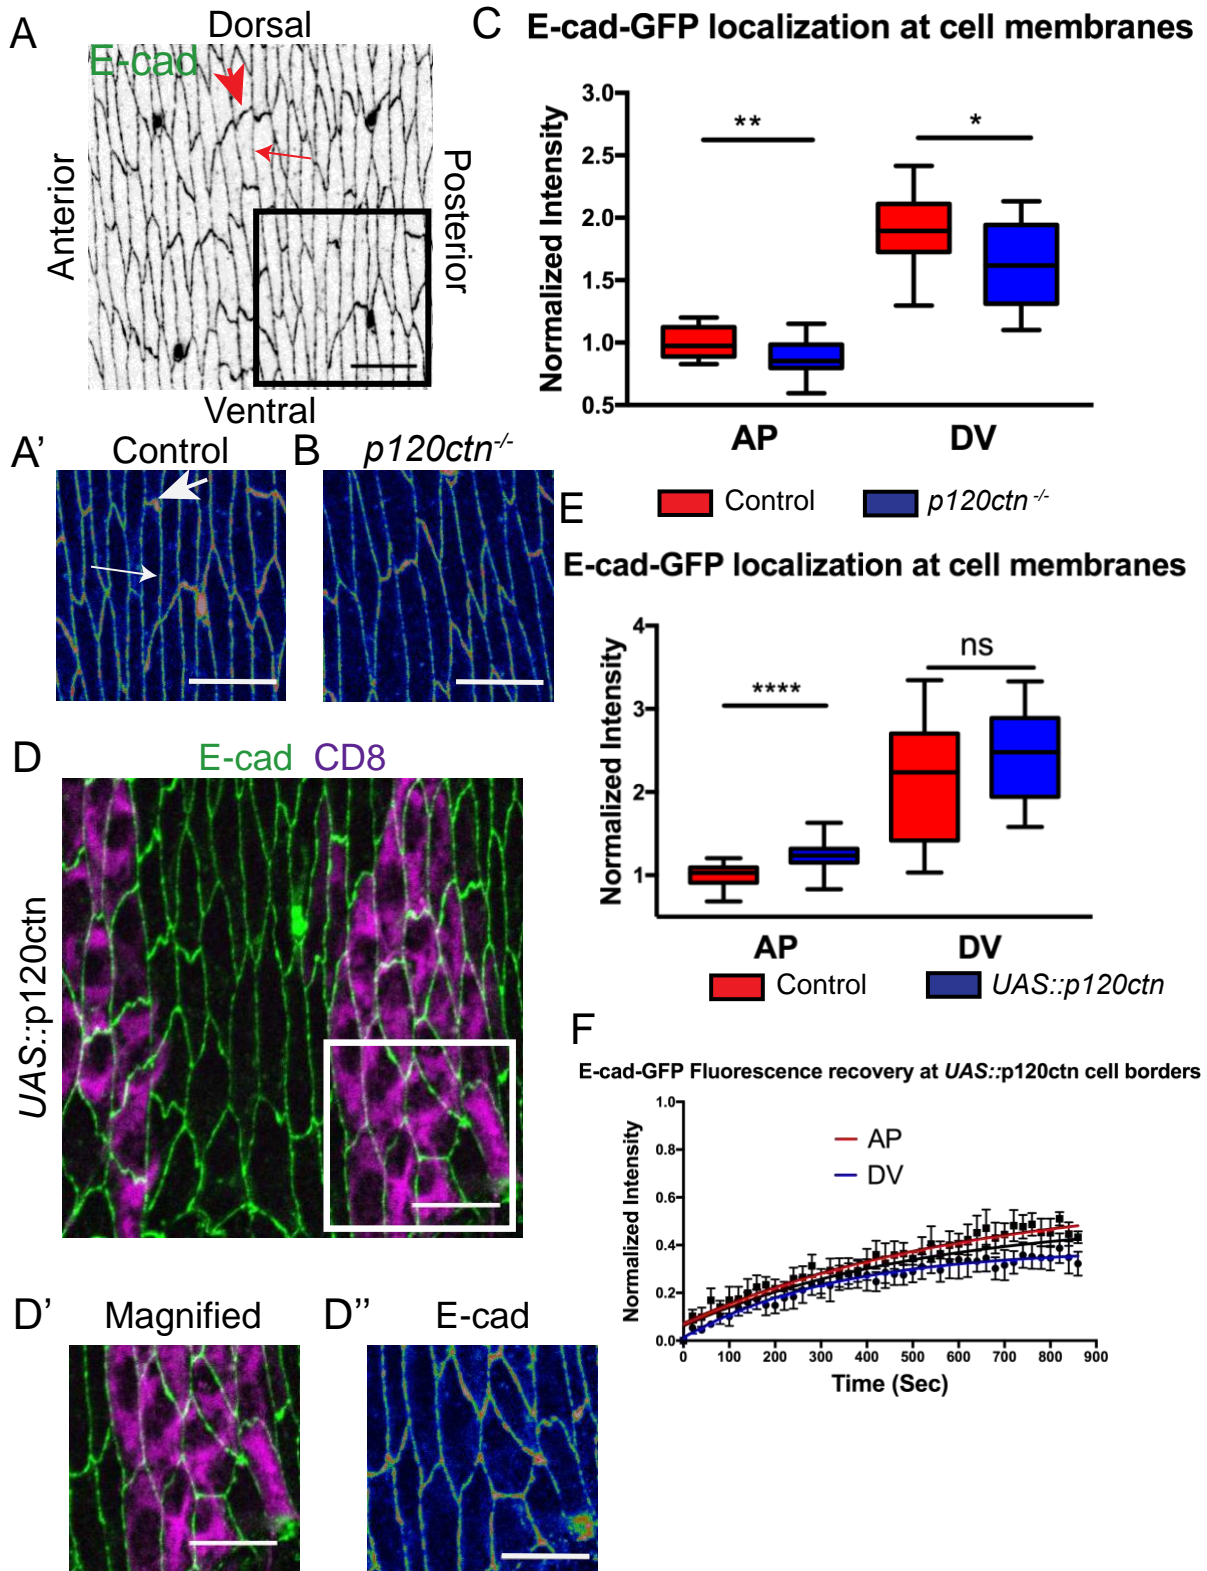 A
Dorsal
E-cad
Anterior
Posterior
Ventral
C E-cad-GFP localization at cell membranes
Normalized Intensity
3.0
2.5
2.0
1.5
1.0
0.5
**
*
AP DV
Control p120ctn -/-
A' Control
B p120ctn-/-
E
E-cad-GFP localization at cell membranes
Normalized Intensity
4
3
2
1
****
ns
AP DV
Control UAS::p120ctn
D
E-cad CD8
UAS::p120ctn
F
E-cad-GFP Fluorescence recovery at UAS::p120ctn cell borders
Normalized Intensity
1.0
0.8
0.6
0.4
0.2
0.0
AP
DV
0 100 200 300 400 500 600 700 800 900
Time (Sec)
D' Magnified
D'' E-cad